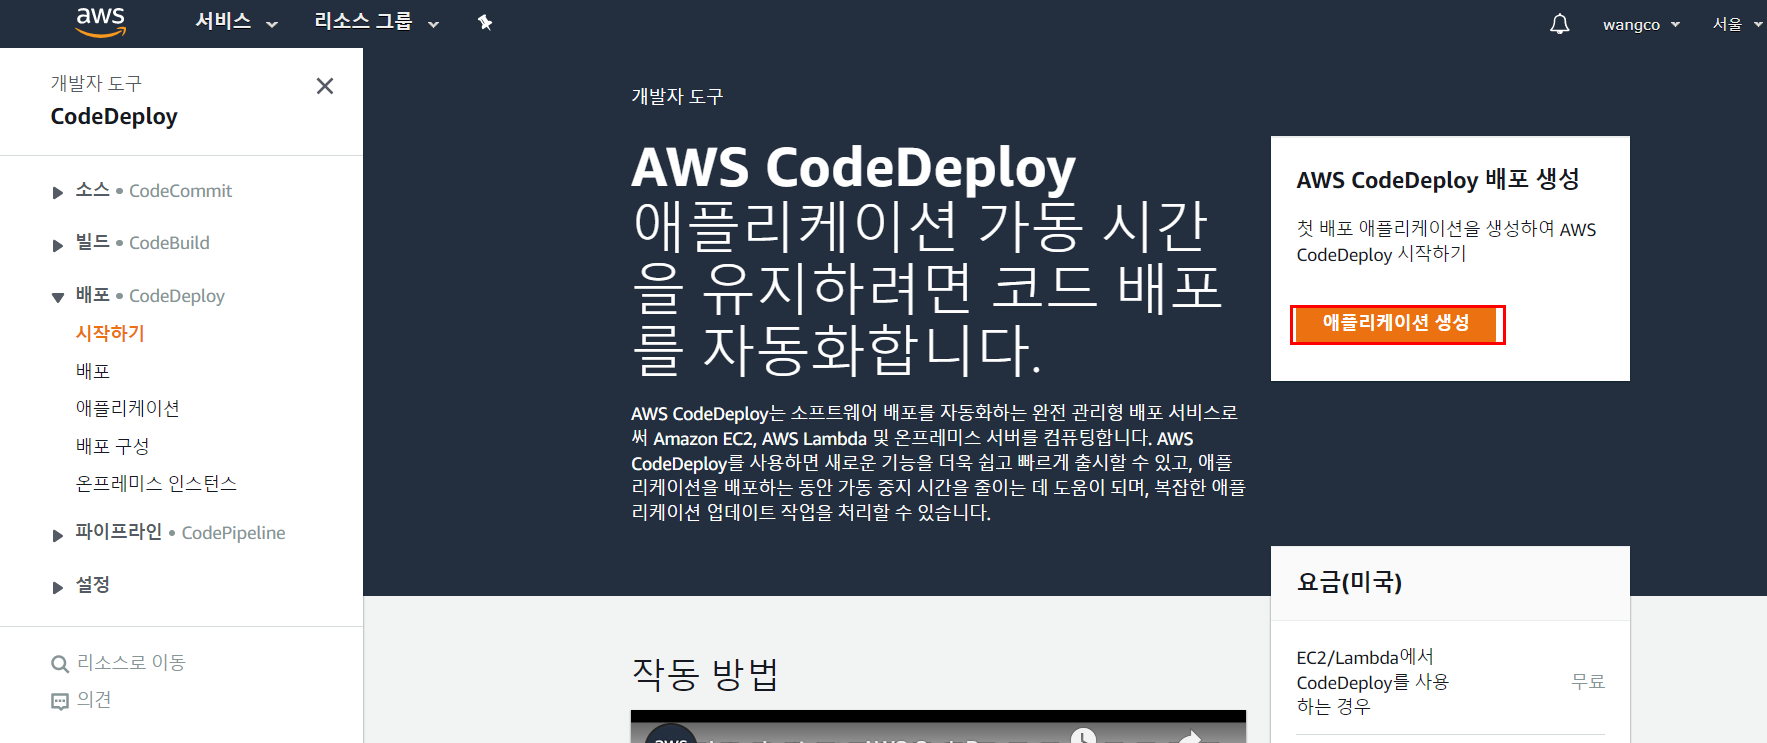 aws
서비스
리소스 그룹
wangco
서울
개발자 도구
CodeDeploy
소스 • CodeCommit
빌드 • CodeBuild
배포 • CodeDeploy
시작하기
배포
애플리케이션
배포 구성
온프레미스 인스턴스
파이프라인 • CodePipeline
설정
리소스로 이동
의견
개발자 도구
AWS CodeDeploy
애플리케이션 가동 시간
을 유지하려면 코드 배포
를 자동화합니다.
AWS CodeDeploy는 소프트웨어 배포를 자동화하는 완전 관리형 배포 서비스로
써 Amazon EC2, AWS Lambda 및 온프레미스 서버를 컴퓨팅합니다. AWS
CodeDeploy를 사용하면 새로운 기능을 더욱 쉽고 빠르게 출시할 수 있고, 애플
리케이션을 배포하는 동안 가동 중지 시간을 줄이는 데 도움이 되며, 복잡한 애플
리케이션 업데이트 작업을 처리할 수 있습니다.
AWS CodeDeploy 배포 생성
첫 배포 애플리케이션을 생성하여 AWS
CodeDeploy 시작하기
애플리케이션 생성
요금(미국)
EC2/Lambda에서
CodeDeploy를 사용
하는 경우
무료
작동 방법